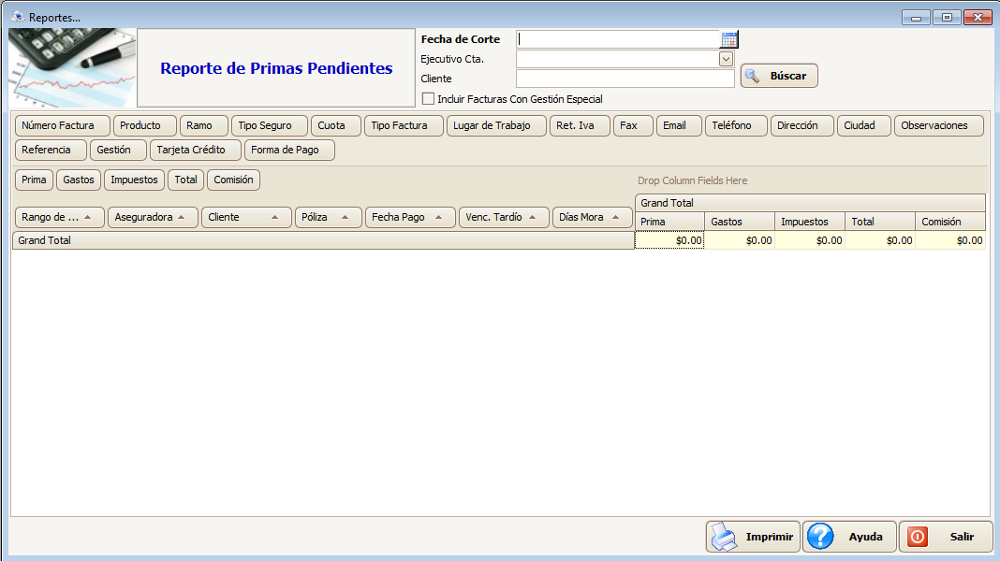 Reportes...
Reporte de Primas Pendientes
Fecha de Corte
Ejecutivo Cta.
Cliente
Búscar
Incluir Facturas Con Gestión Especial
Número Factura Producto Ramo Tipo Seguro Cuota Tipo Factura Lugar de Trabajo Ret. Iva Fax Email Teléfono Dirección Ciudad Observaciones
Referencia Gestión Tarjeta Crédito Forma de Pago
Prima Gastos Impuestos Total Comisión Drop Column Fields Here
Grand Total
Rango de ... Aseguradora Cliente Póliza Fecha Pago Venc. Tardío Días Mora
Prima Gastos Impuestos Total Comisión
Grand Total $0.00 $0.00 $0.00 $0.00 $0.00
Imprimir Ayuda Salir